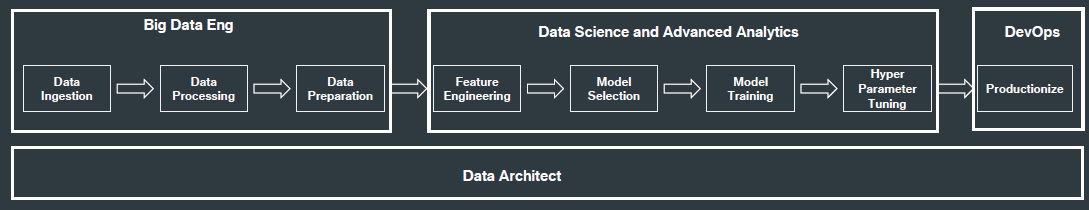 Big Data Eng
Data Science and Advanced Analytics
DevOps
Data
Ingestion
Data
Processing
Data
Preparation
Feature
Engineering
Model
Selection
Model
Training
Hyper
Parameter
Tuning
Productionize
Data Architect